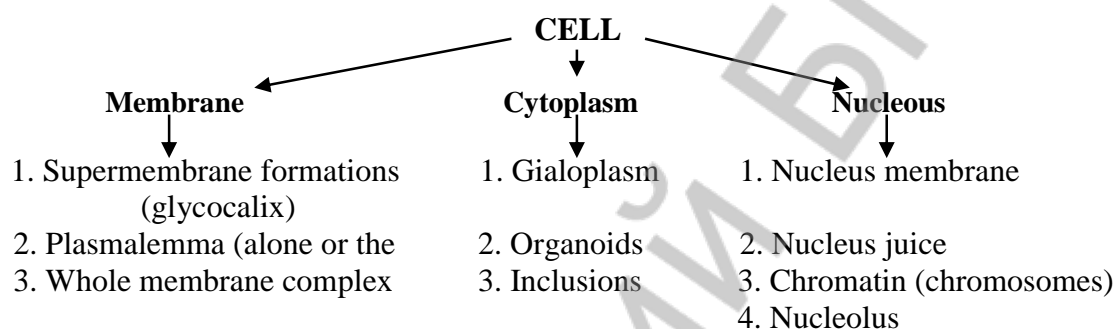 CELL
Membrane Cytoplasm Nucleous
1. Supermembrane formations 1. Gialoplasm 1. Nucleus membrane
(glycocalix)
2. Plasmalemma (alone or the 2. Organoids 2. Nucleus juice
3. Whole membrane complex 3. Inclusions 3. Chromatin (chromosomes)
4. Nucleolus